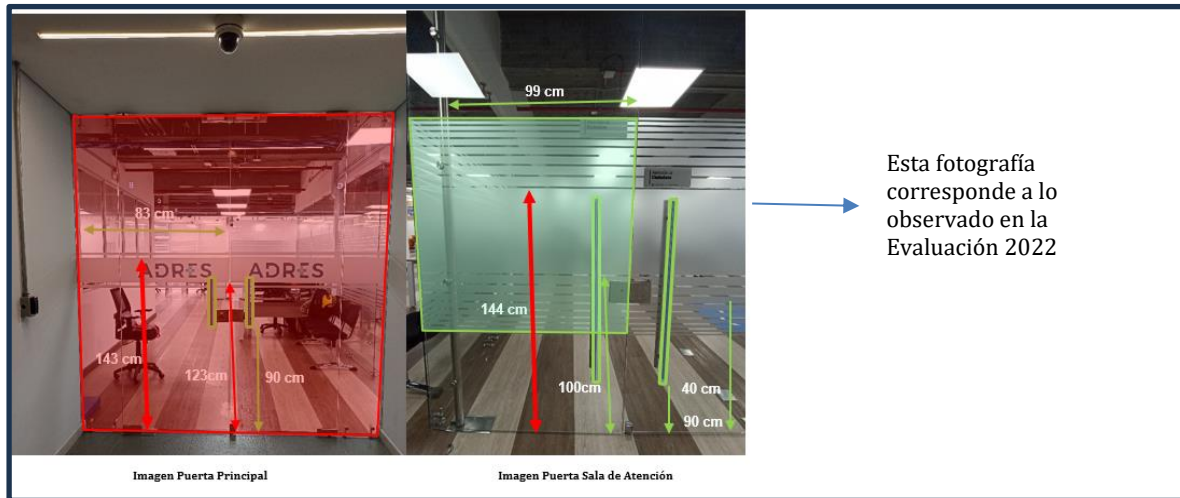 83 cm
ADRES ADRES
143 cm
123cm
90 cm
Imagen Puerta Principal
99 cm
Ciudadano
144 cm
100cm
40 cm
90 cm
Imagen Puerta Sala de Atención
Esta fotografía
corresponde a lo
observado en la
Evaluación 2022